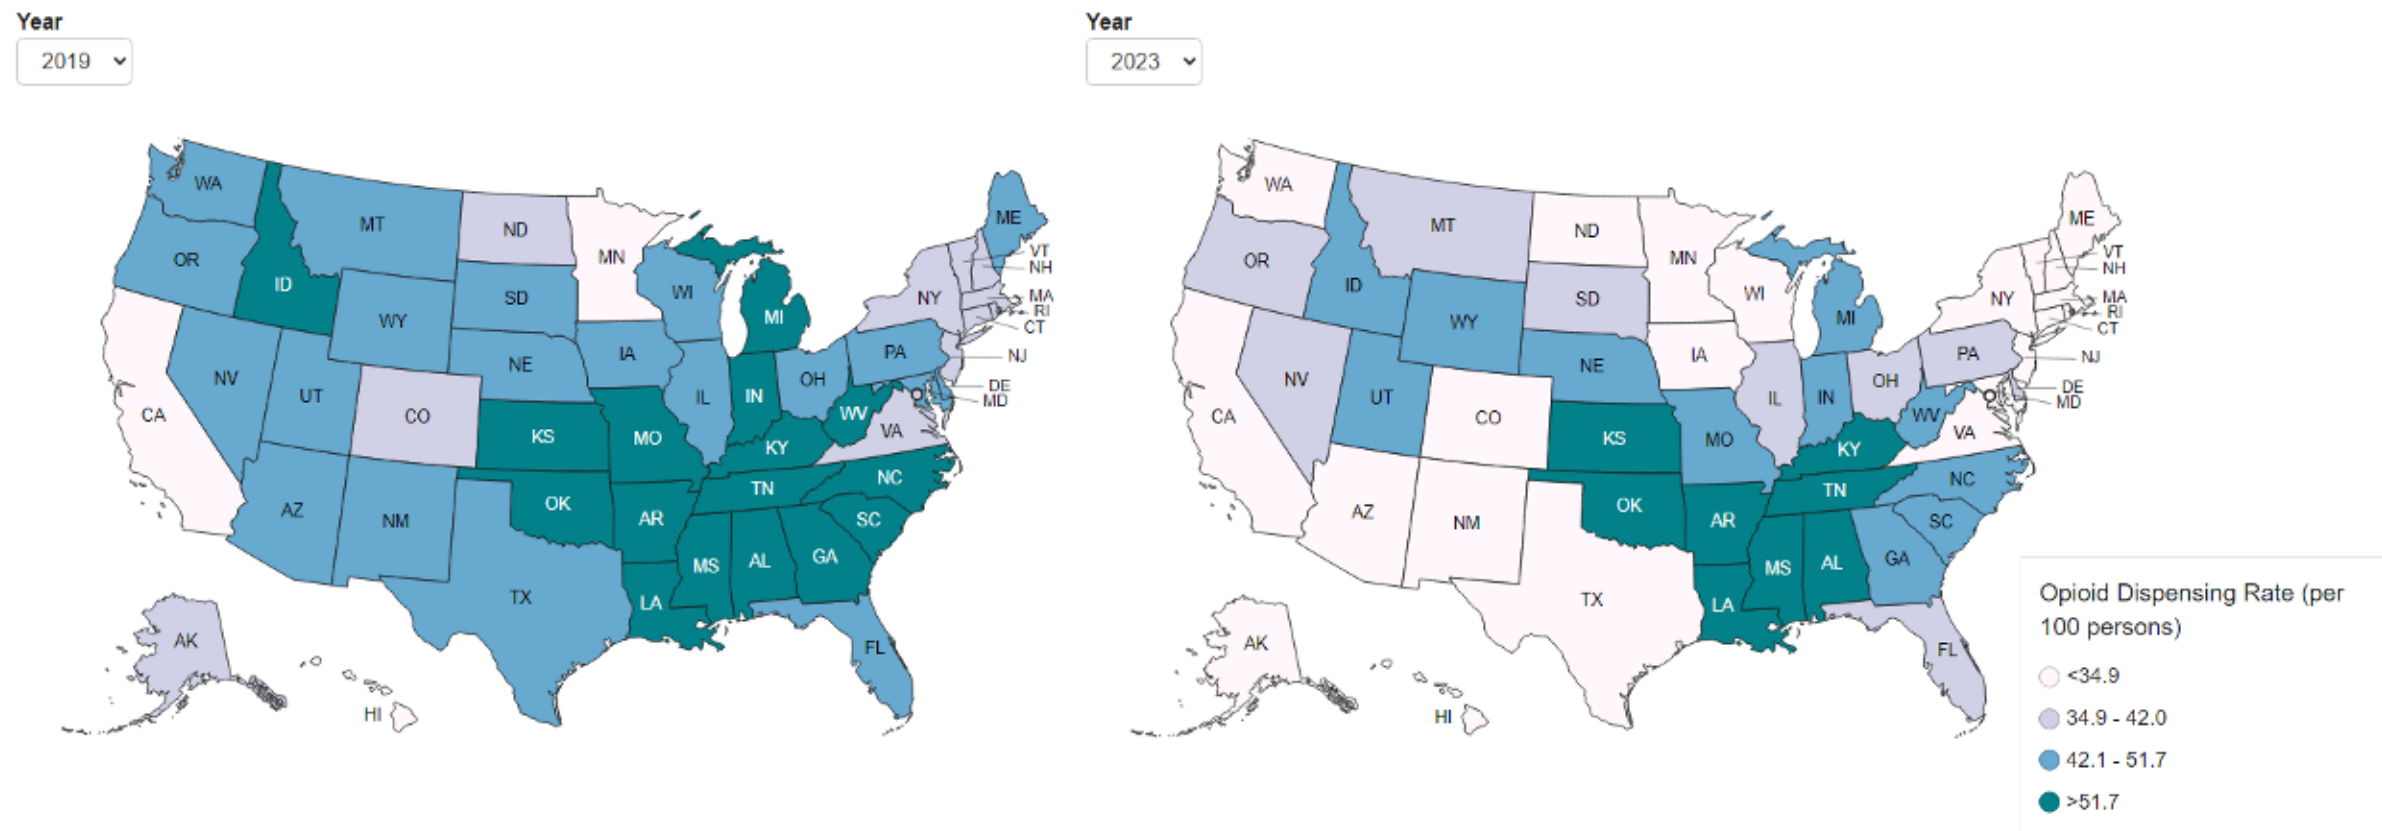 Year
2019
WA
MT
ND
MN
ME
VT
NH
OR
ID
SD
WI
NY
MA
RI
CT
WY
MI
IA
PA
NJ
NE
NV
UT
IL
IN
OH
DE
MD
CA
CO
WV
VA
KS
MO
KY
NC
TN
OK
AR
SC
AZ
NM
MS
AL
GA
TX
LA
AK
FL
HI
Year
2023
WA
MT
ND
MN
ME
VT
NH
OR
ID
SD
WI
NY
MA
RI
CT
WY
MI
IA
PA
NJ
NE
NV
UT
IL
IN
OH
DE
MD
CA
CO
WV
VA
KS
MO
KY
NC
TN
OK
AR
SC
AZ
NM
MS
AL
GA
TX
LA
AK
FL
HI
Opioid Dispensing Rate (per
100 persons)
<34.9
34.9 - 42.0
42.1 - 51.7
>51.7